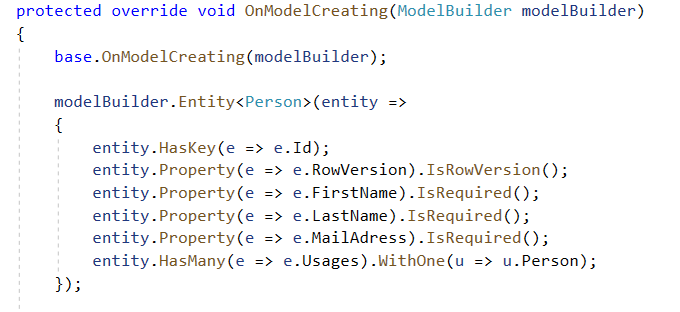 protected override void OnModelCreating(ModelBuilder modelBuilder)
{
    base.OnModelCreating(modelBuilder);

    modelBuilder.Entity<Person>(entity =>
    {
        entity.HasKey(e => e.Id);
        entity.Property(e => e.RowVersion).IsRowVersion();
        entity.Property(e => e.FirstName).IsRequired();
        entity.Property(e => e.LastName).IsRequired();
        entity.Property(e => e.MailAdress).IsRequired();
        entity.HasMany(e => e.Usages).WithOne(u => u.Person);
    });